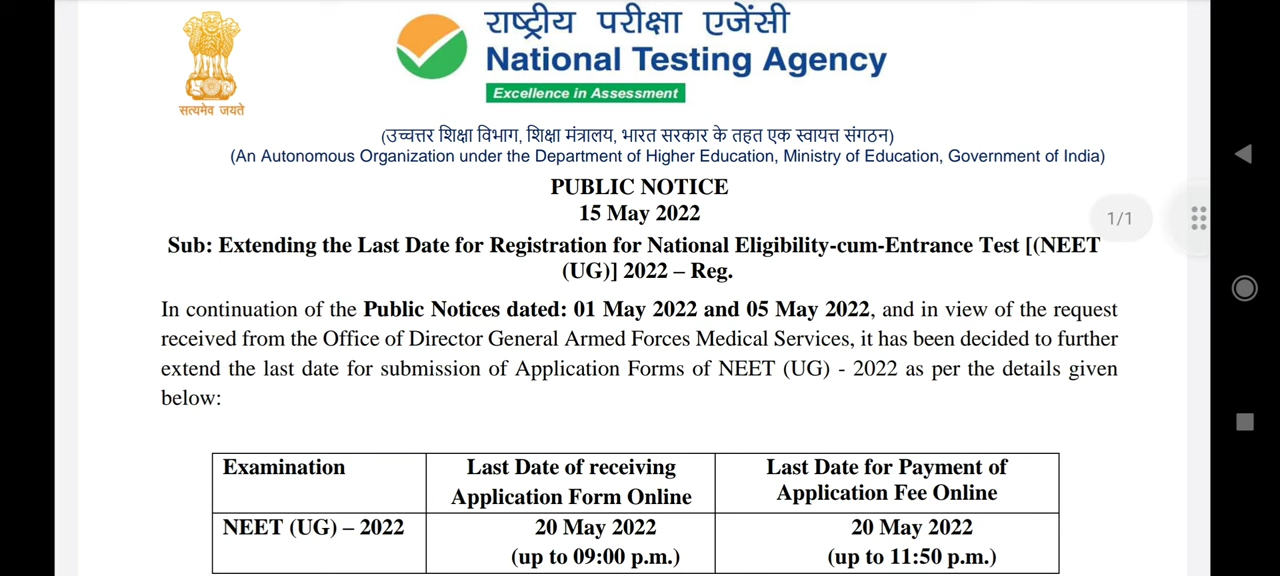 राष्ट्रीय परीक्षा एजेंसी
National Testing Agency
Excellence in Assessment
सत्यमेव जयते
(उच्चत्तर शिक्षा विभाग, शिक्षा मंत्रालय, भारत सरकार के तहत एक स्वायत्त संगठन)
(An Autonomous Organization under the Department of Higher Education, Ministry of Education, Government of India)
PUBLIC NOTICE
15 May 2022
1/1
Sub: Extending the Last Date for Registration for National Eligibility-cum-Entrance Test [(NEET
(UG)] 2022 – Reg.
In continuation of the Public Notices dated: 01 May 2022 and 05 May 2022, and in view of the request
received from the Office of Director General Armed Forces Medical Services, it has been decided to further
extend the last date for submission of Application Forms of NEET (UG) - 2022 as per the details given
below:
Examination
Last Date of receiving
Application Form Online
Last Date for Payment of
Application Fee Online
NEET (UG) – 2022
20 May 2022
(up to 09:00 p.m.)
20 May 2022
(up to 11:50 p.m.)